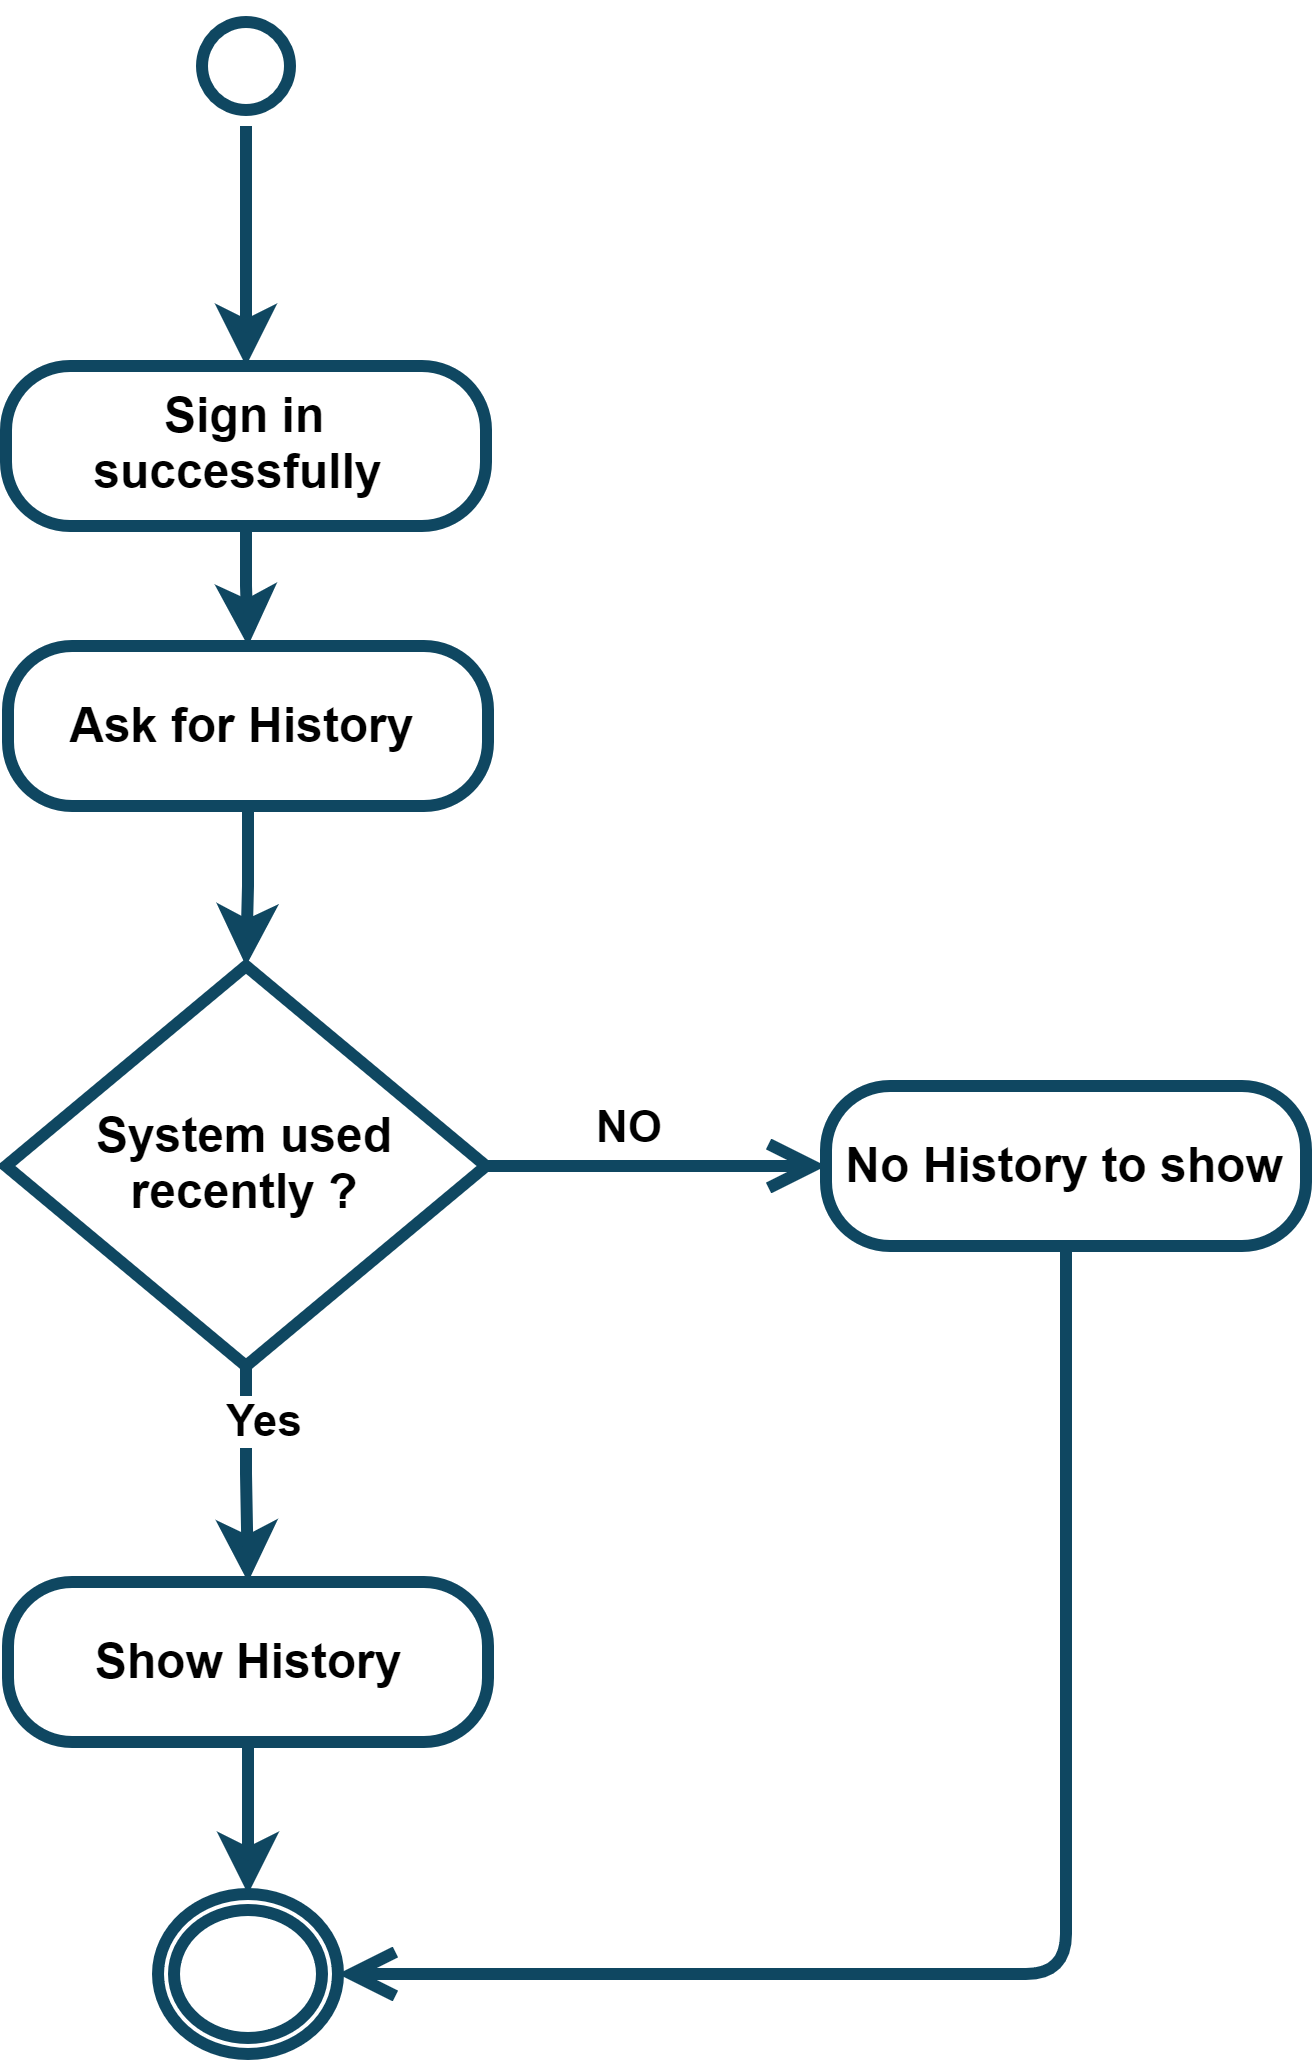 Sign in
successfully
Ask for History
System used
recently ?
NO
No History to show
Yes
Show History